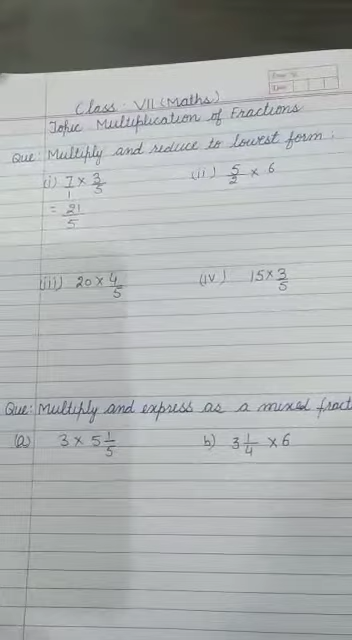 Class : VII (Maths)
Topic Multiplication of Fractions
Que: Multiply and reduce to lowest form:
(i) 7/1 × 3/5 (ii) 5/2 × 6
= 21/5
(iii) 20 × 4/5 (iv) 15 × 3/5
Que: Multiply and express as a mixed fract
(a) 3 × 5 1/5 b) 3 1/4 × 6